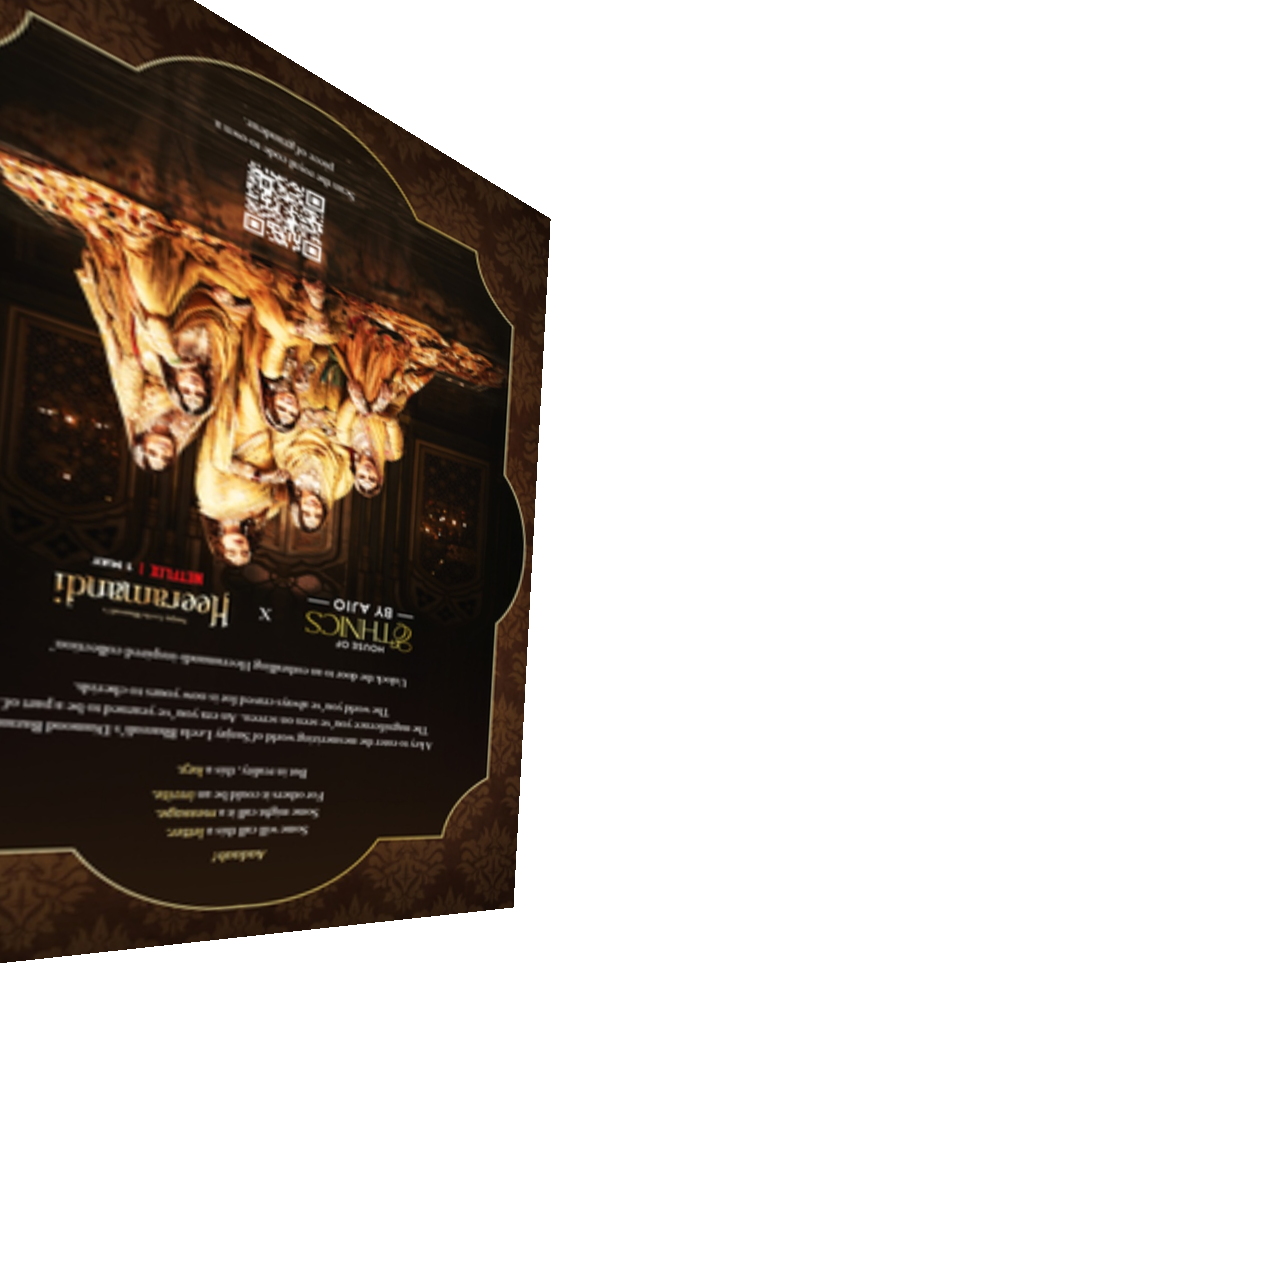 Aadaab!
Some will call this a letter.
Some might call it a message.
For others it could be an invite.
But in reality, this a key.
A key to enter the mesmerizing world of Sanjay Leela Bhansali's Diamond Bazaar
The magnificence you've seen on screen. An era you've yearned to be a part of.
The world you've always craved for is now yours to cherish.
Unlock the door to an enthralling Heeramandi-inspired collection
HOUSE OF
ETHNICS
BY AJIO
X
Heeramandi
NETFLIX | 1 MAY
Scan the royal code to own a
piece of grandeur.